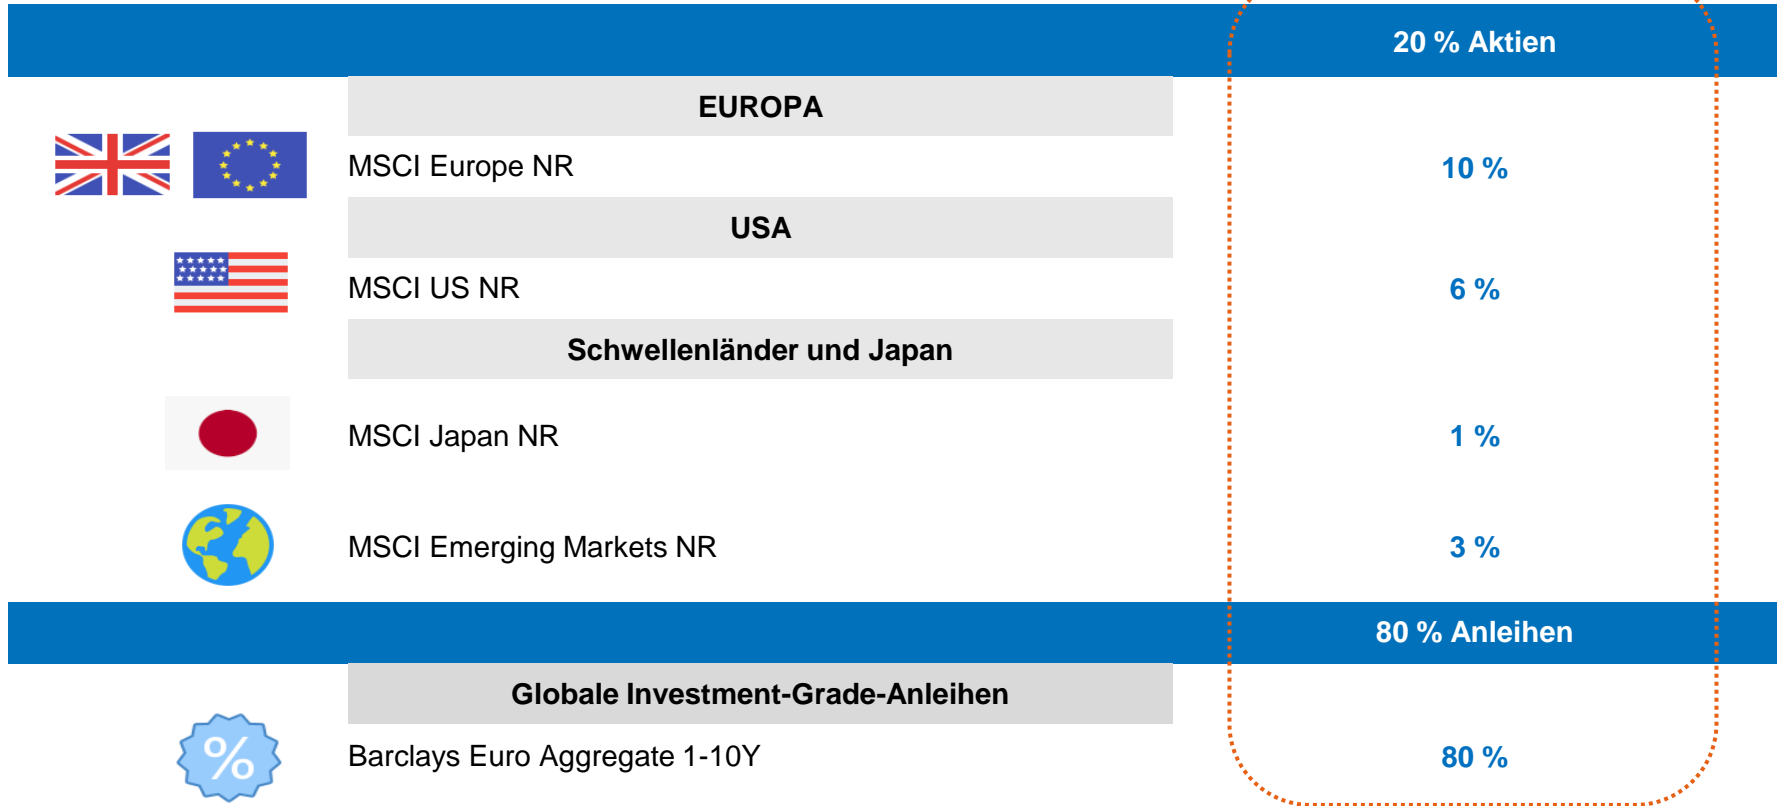 20 % Aktien
EUROPA
MSCI Europe NR 10 %
USA
MSCI US NR 6 %
Schwellenländer und Japan
MSCI Japan NR 1 %
MSCI Emerging Markets NR 3 %
80 % Anleihen
Globale Investment-Grade-Anleihen
% Barclays Euro Aggregate 1-10Y 80 %